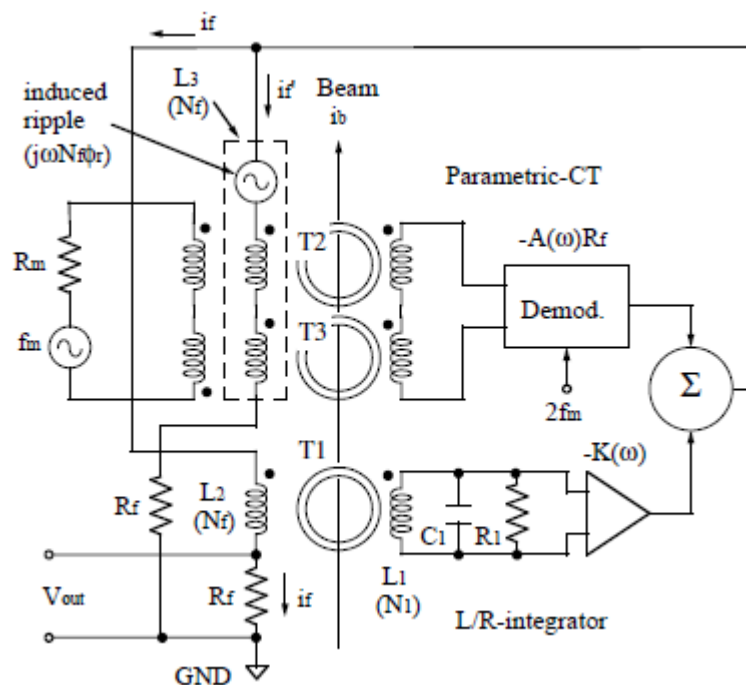 if
L3
(Nf)
if'
Beam
ib
induced
ripple
(jωNfφr)
Parametric-CT
-A(ω)Rf
T2
Rm
Demod.
fm
T3
Σ
2fm
T1
-K(ω)
L2
(Nf)
Rf
C1
R1
Vout
Rf
if
L1
(N1)
L/R-integrator
GND